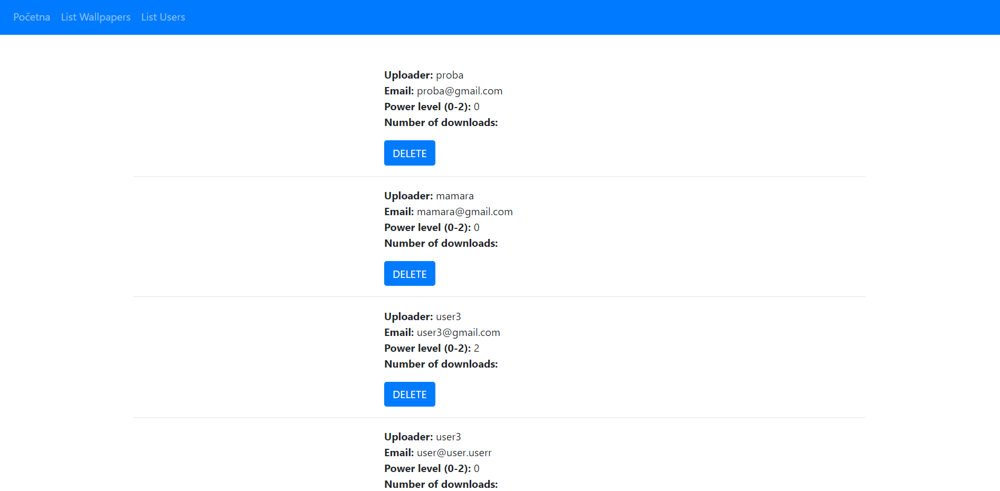 Početna List Wallpapers List Users
Uploader: proba
Email: proba@gmail.com
Power level (0-2): 0
Number of downloads:
DELETE
Uploader: mamara
Email: mamara@gmail.com
Power level (0-2): 0
Number of downloads:
DELETE
Uploader: user3
Email: user3@gmail.com
Power level (0-2): 2
Number of downloads:
DELETE
Uploader: user3
Email: user@user.userr
Power level (0-2): 0
Number of downloads: